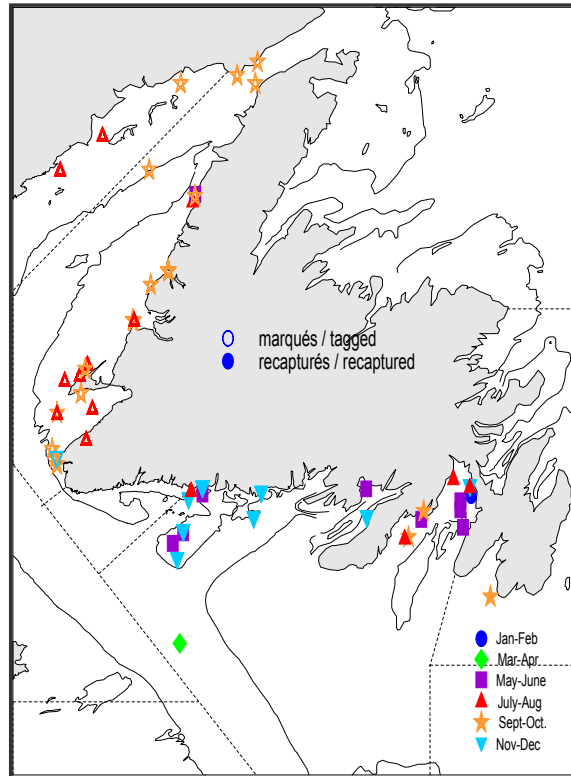 marqués / tagged
recapturés / recaptured
Jan-Feb
Mar-Apr
May-June
July-Aug
Sept-Oct.
Nov-Dec